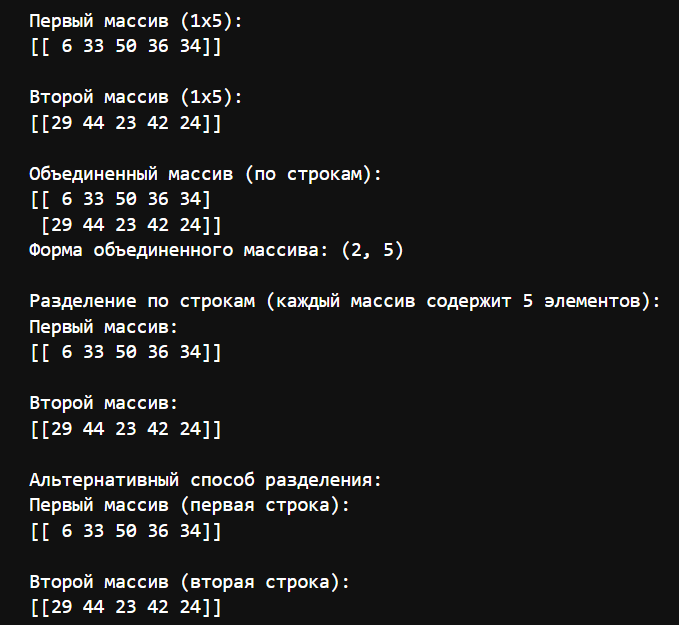 Первый массив (1x5):
[[ 6 33 50 36 34]]
Второй массив (1x5):
[[29 44 23 42 24]]
Объединенный массив (по строкам):
[[ 6 33 50 36 34]
 [29 44 23 42 24]]
Форма объединенного массива: (2, 5)
Разделение по строкам (каждый массив содержит 5 элементов):
Первый массив:
[[ 6 33 50 36 34]]
Второй массив:
[[29 44 23 42 24]]
Альтернативный способ разделения:
Первый массив (первая строка):
[[ 6 33 50 36 34]]
Второй массив (вторая строка):
[[29 44 23 42 24]]